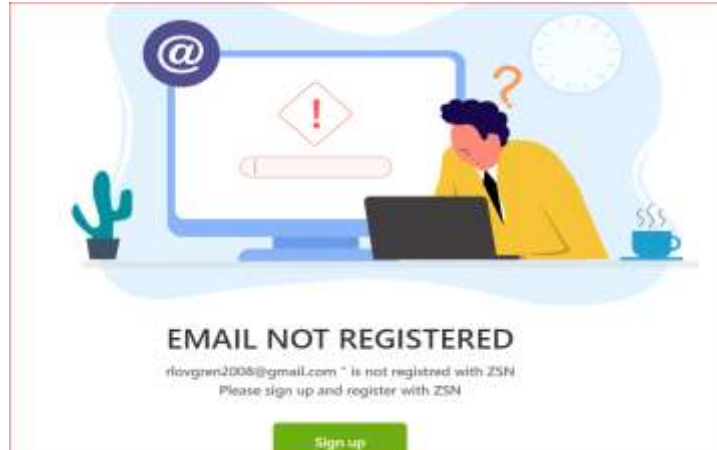 @
!
?
EMAIL NOT REGISTERED
rlovgren2008@gmail.com " is not registred with ZSN
Please sign up and register with ZSN
Sign up